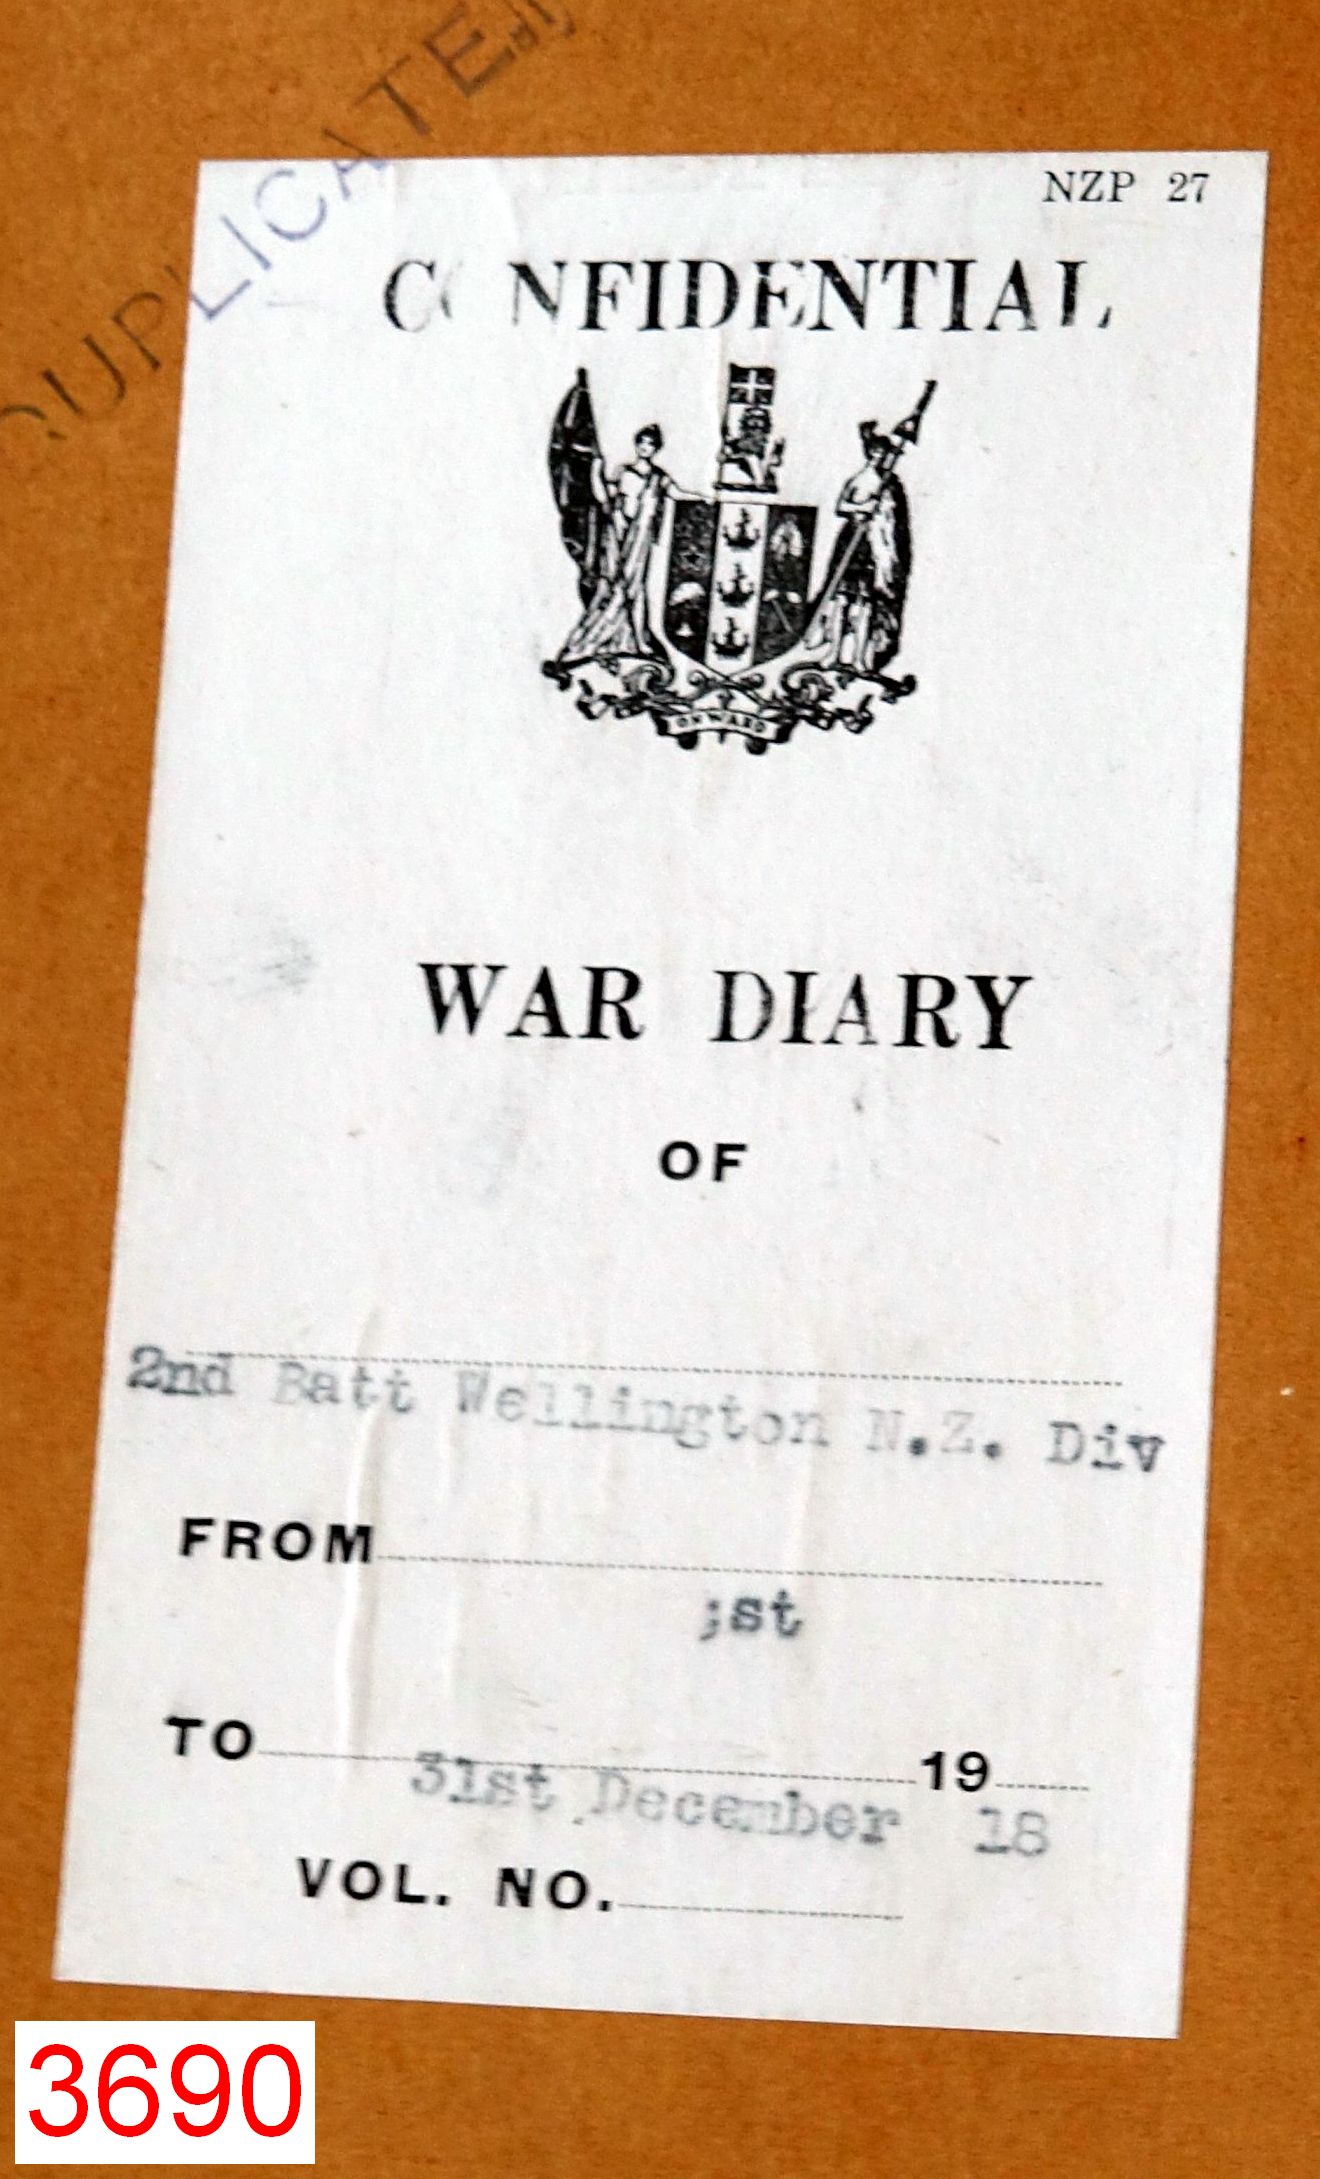 DUPLICATE
NZP 27
CONFIDENTIAL
ONWARD
WAR DIARY
OF
2nd Batt Wellington N.Z. Div
FROM
;st
TO 19
31st December 18
VOL. NO.
3690